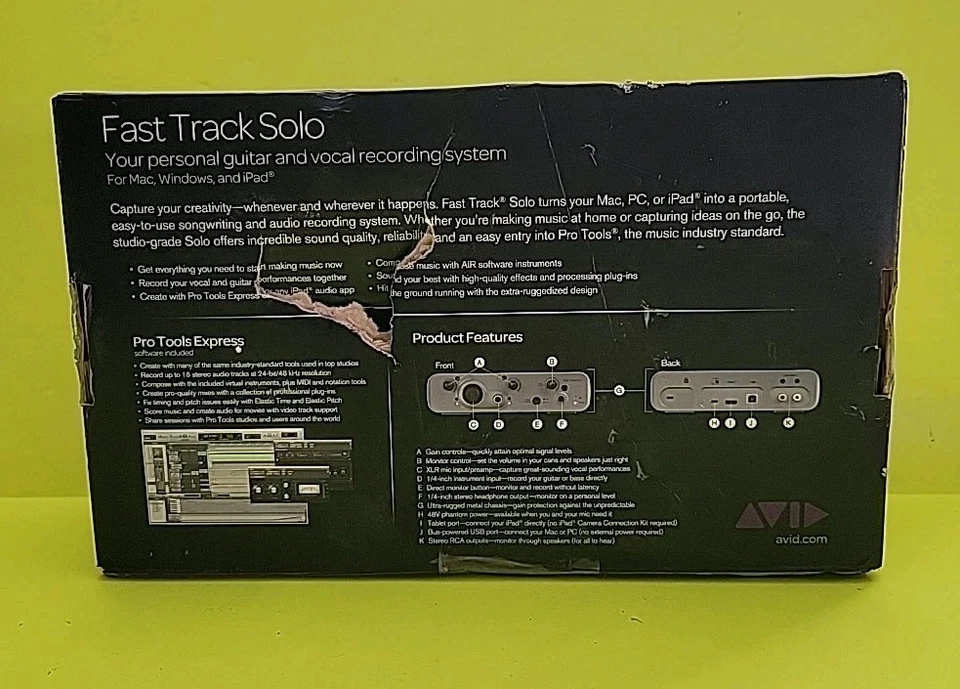 Fast Track Solo
Your personal guitar and vocal recording system
For Mac, Windows, and iPad®
Capture your creativity—whenever and wherever it happens. Fast Track® Solo turns your Mac, PC, or iPad® into a portable,
easy-to-use songwriting and audio recording system. Whether you're making music at home or capturing ideas on the go, the
studio-grade Solo offers incredible sound quality, reliability and an easy entry into Pro Tools®, the music industry standard.
• Get everything you need to start making music now
• Record your vocal and guitar performances together
• Create with Pro Tools Express or any iPad® audio app
• Compose music with AIR software instruments
• Sound your best with high-quality effects and processing plug-ins
• Hit the ground running with the extra-ruggedized design
Pro Tools Express
software included
• Create with many of the same industry-standard tools used in top studios
• Record up to 16 stereo audio tracks at 24-bit/48 kHz resolution
• Compose with the included virtual instruments, plus MIDI and notation tools
• Create pro-quality mixes with a collection of professional plug-ins
• Fix timing and pitch issues easily with Elastic Time and Elastic Pitch
• Score music and create audio for movies with video track support
• Share sessions with Pro Tools studios and users around the world
Product Features
Front
A
B
C
D
E
F
G
Back
H
I
J
K
A Gain controls—quickly attain optimal signal levels
B Monitor control—set the volume in your cans and speakers just right
C XLR mic input/preamp—capture great-sounding vocal performances
D 1/4-inch instrument input—record your guitar or bass directly
E Direct monitor button—monitor and record without latency
F 1/4-inch stereo headphone output—monitor on a personal level
G Ultra-rugged metal chassis—gain protection against the unpredictable
H 48V phantom power—available when you and your mic need it
I Tablet port—connect your iPad® directly (no iPad® Camera Connection Kit required)
J Bus-powered USB port—connect your Mac or PC (no external power required)
K Stereo RCA outputs—monitor through speakers (for all to hear)
AVID
avid.com